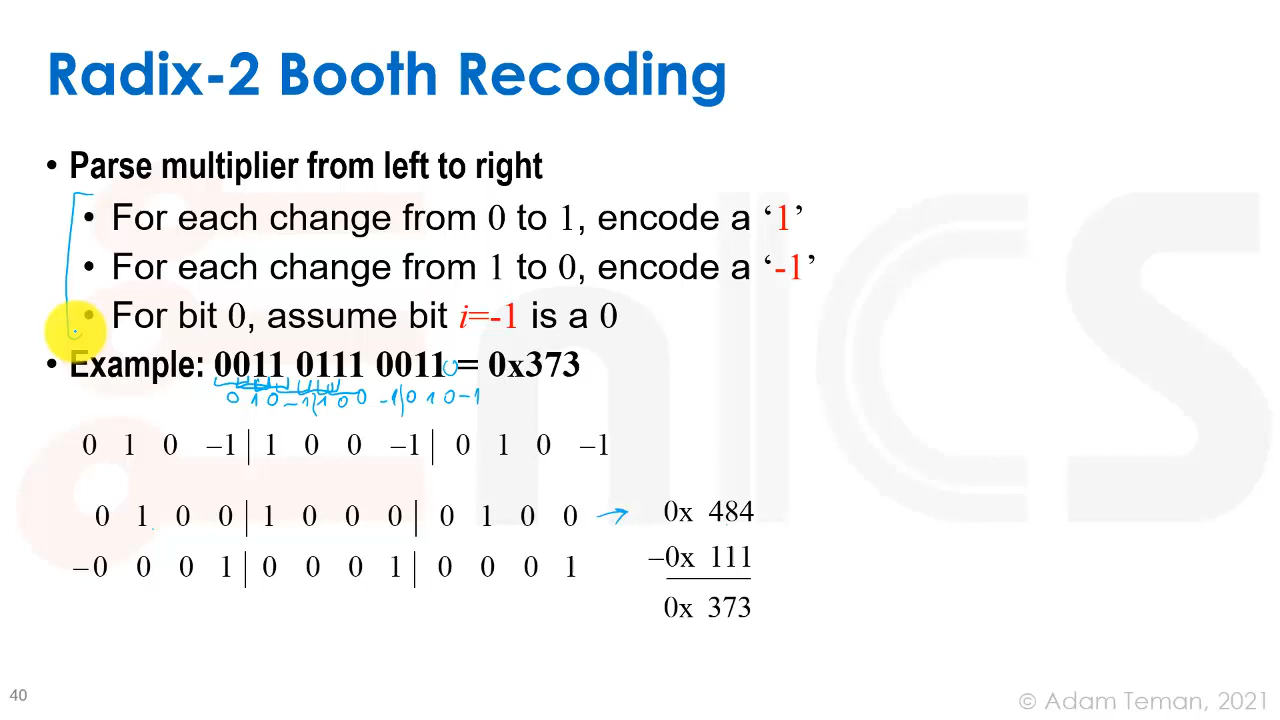 Radix-2 Booth Recoding
• Parse multiplier from left to right
• For each change from 0 to 1, encode a ‘1’
• For each change from 1 to 0, encode a ‘-1’
• For bit 0, assume bit i=-1 is a 0
• Example: 0011 0111 0011 0 = 0x373
0 1 0 -1 | 1 0 0 -1 | 0 1 0 -1
0 1 0 –1 | 1 0 0 –1 | 0 1 0 –1
0 1 0 0 | 1 0 0 0 | 0 1 0 0 → 0x 484
–0 0 0 1 | 0 0 0 1 | 0 0 0 1 –0x 111
0x 373
40
© Adam Teman, 2021
enICS